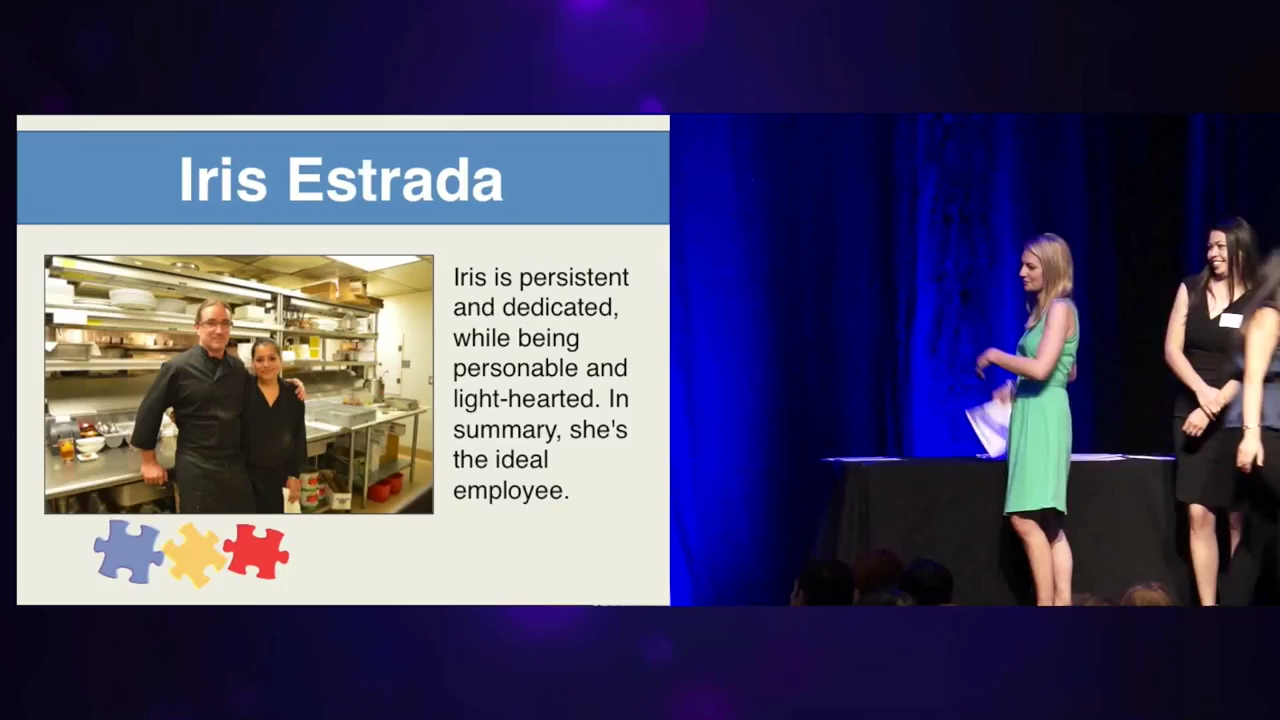 Iris Estrada
Iris is persistent
and dedicated,
while being
personable and
light-hearted. In
summary, she's
the ideal
employee.